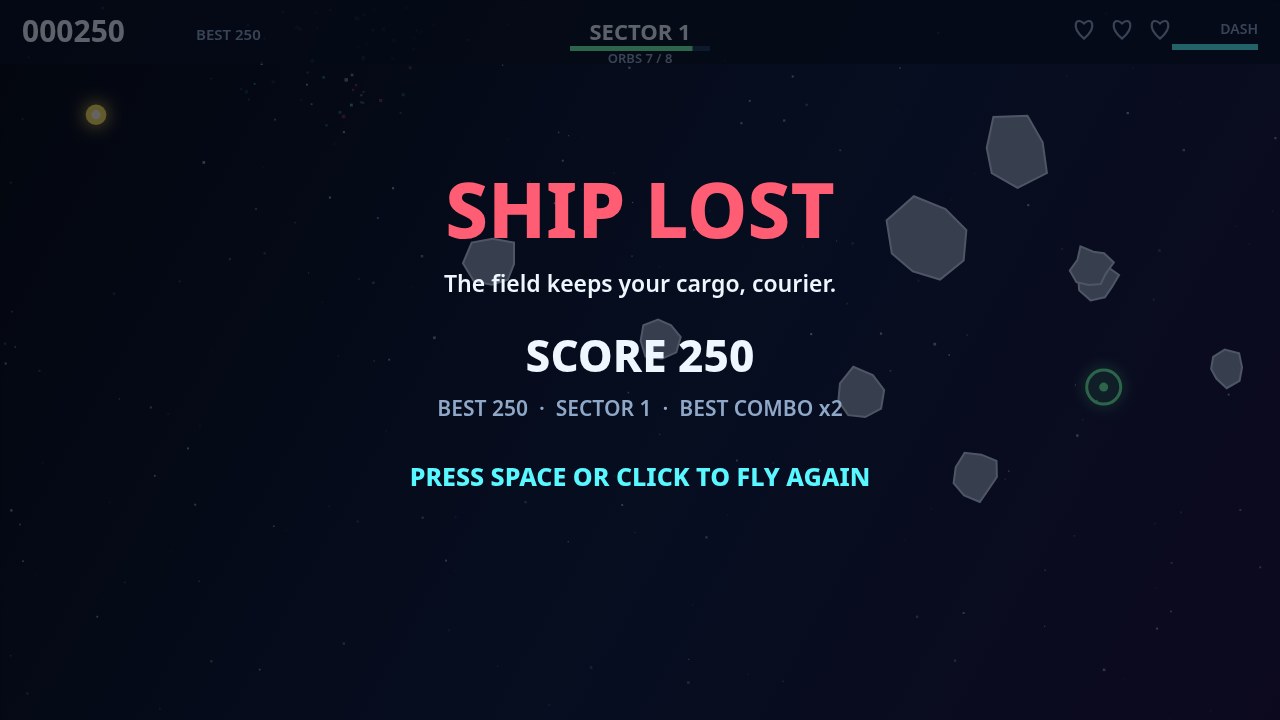 000250
BEST 250
SECTOR 1
ORBS 7 / 8
DASH
SHIP LOST
The field keeps your cargo, courier.
SCORE 250
BEST 250 · SECTOR 1 · BEST COMBO x2
PRESS SPACE OR CLICK TO FLY AGAIN